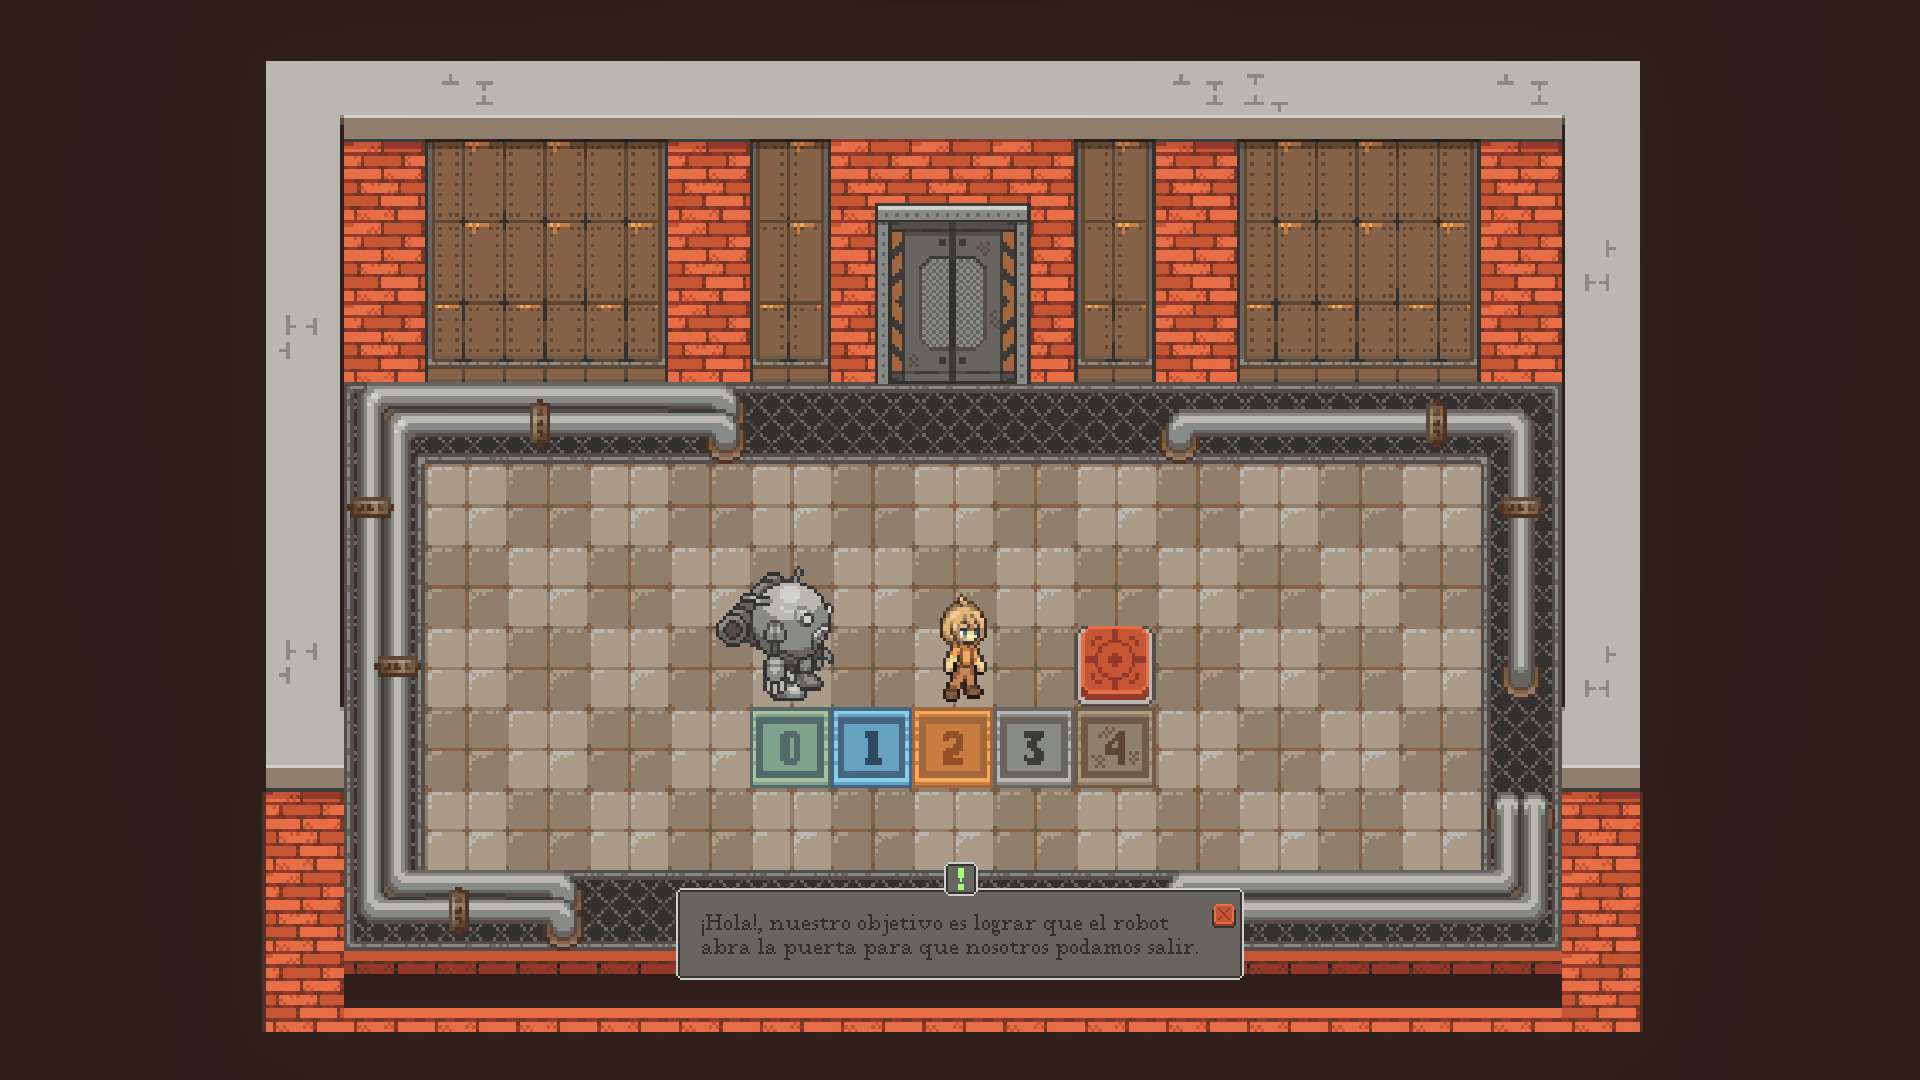 0 1 2 3 4
¡Hola!, nuestro objetivo es lograr que el robot
abra la puerta para que nosotros podamos salir.